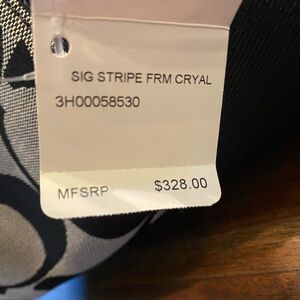 SIG STRIPE FRM CRYAL
3H00058530
MFSRP $328.00